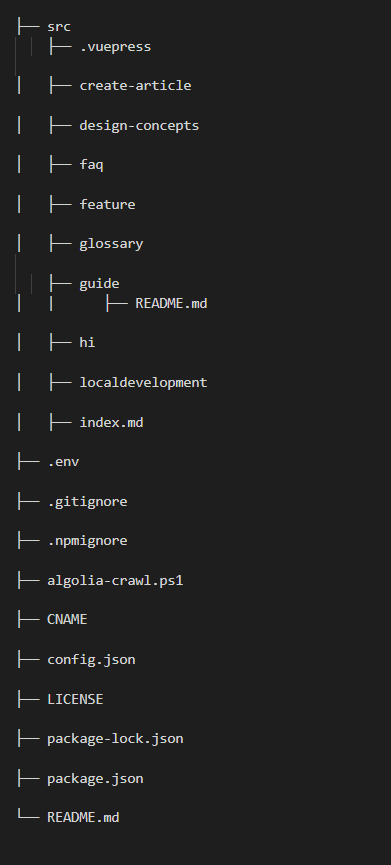 ├── src
│   ├── .vuepress
│   ├── create-article
│   ├── design-concepts
│   ├── faq
│   ├── feature
│   ├── glossary
│   ├── guide
│   │      ├── README.md
│   ├── hi
│   ├── localdevelopment
│   ├── index.md
├── .env
├── .gitignore
├── .npmignore
├── algolia-crawl.ps1
├── CNAME
├── config.json
├── LICENSE
├── package-lock.json
├── package.json
└── README.md